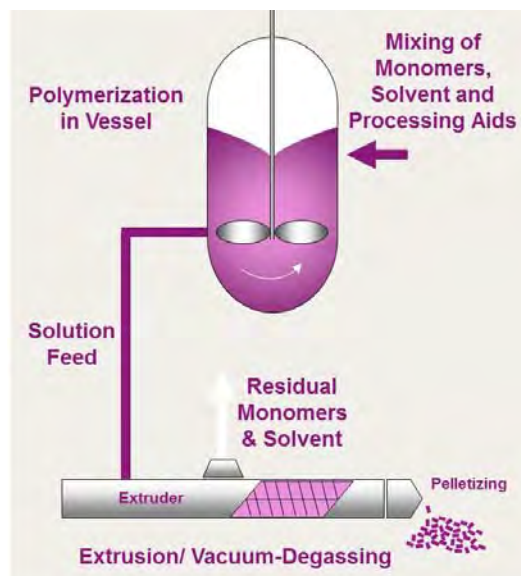 Polymerization
in Vessel
Mixing of
Monomers,
Solvent and
Processing Aids
Solution
Feed
Residual
Monomers
& Solvent
Extruder
Pelletizing
Extrusion/ Vacuum-Degassing